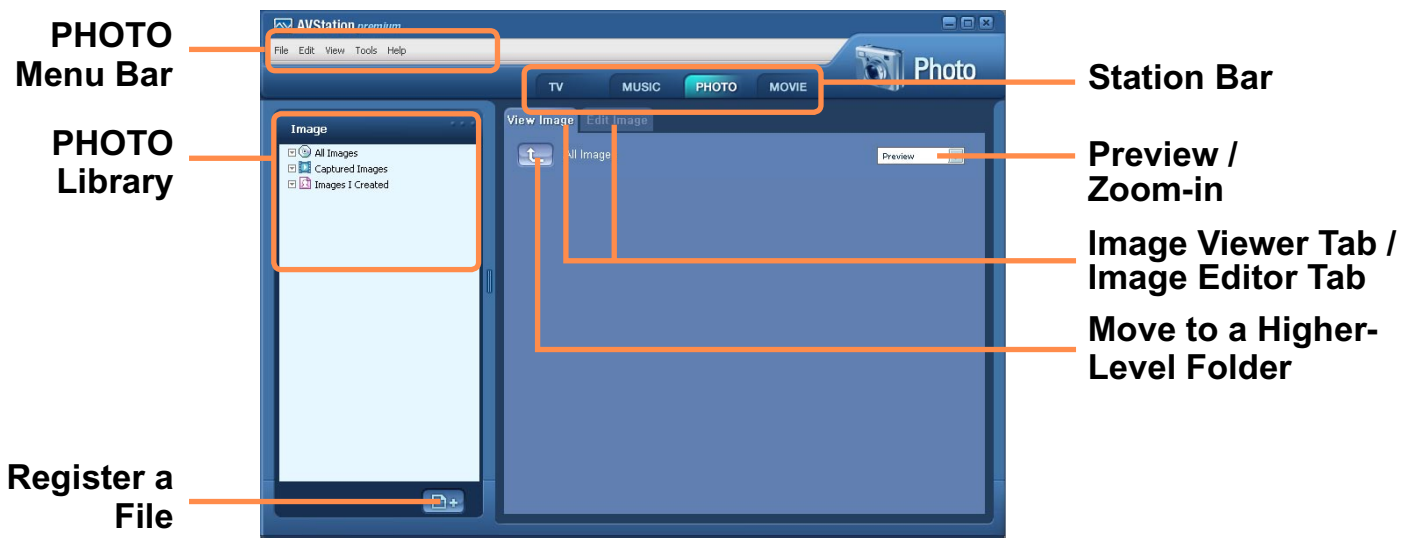 PHOTO
Menu Bar
PHOTO
Library
Register a
File
AVStation premium
File Edit View Tools Help
Photo
TV MUSIC PHOTO MOVIE
Image
All Images
Captured Images
Images I Created
View Image Edit Image
All Image
Preview
Station Bar
Preview /
Zoom-in
Image Viewer Tab /
Image Editor Tab
Move to a Higher-
Level Folder